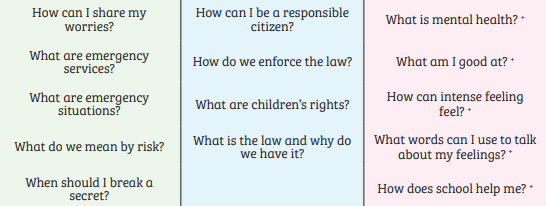 How can I share my
worries?
What are emergency
services?
What are emergency
situations?
What do we mean by risk?
When should I break a
secret?
How can I be a responsible
citizen?
How do we enforce the law?
What are children's rights?
What is the law and why do
we have it?
What is mental health? +
What am I good at? +
How can intense feeling
feel? +
What words can I use to talk
about my feelings? +
How does school help me? +